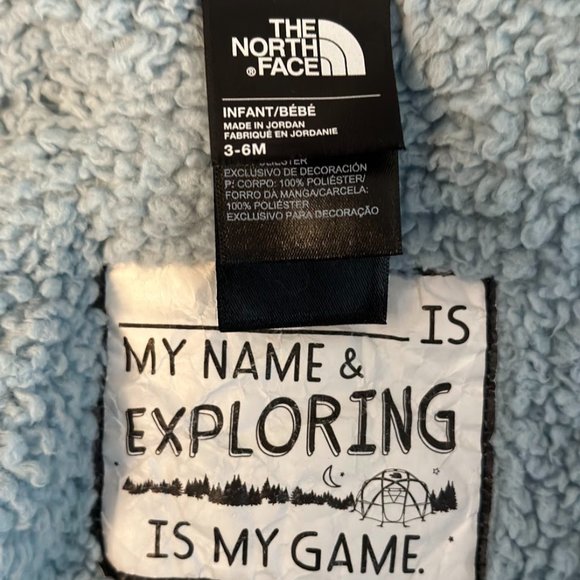 THE
NORTH
FACE
INFANT/BÉBÉ
MADE IN JORDAN
FABRIQUÉ EN JORDANIE
3-6M
POLIESTER
EXCLUSIVO DE DECORACIÓN
P: CORPO: 100% POLIÉSTER/
FORRO DA MANGA/CARCELA:
100% POLIÉSTER
EXCLUSIVO PARA DECORAÇÃO
IS
MY NAME &
EXPLORING
IS MY GAME.